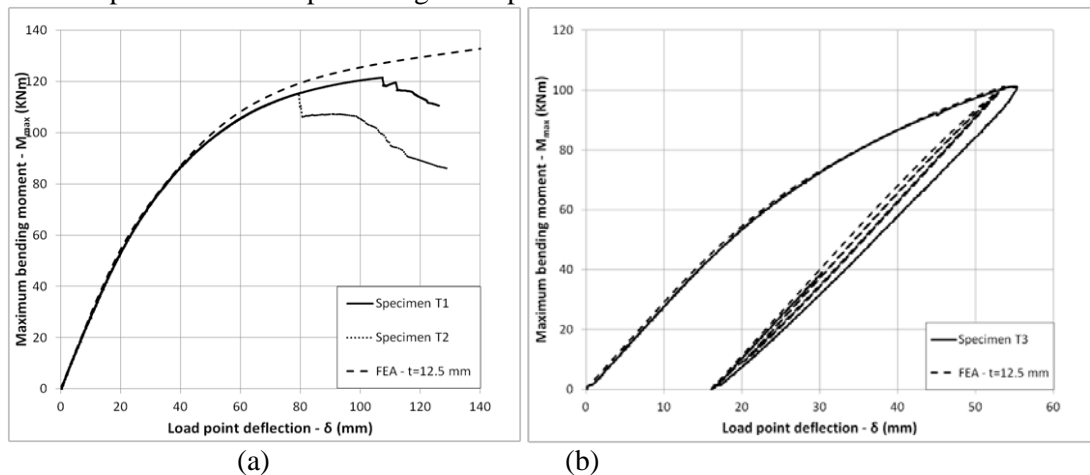 140
120
100
80
60
40
20
0
Maximum bending moment - Mmax (KNm)
Specimen T1
Specimen T2
FEA - t=12.5 mm
0 20 40 60 80 100 120 140
Load point deflection - δ (mm)
120
100
80
60
40
20
0
Maximum bending moment - Mmax (KNm)
Specimen T3
FEA - t=12.5 mm
0 10 20 30 40 50 60
Load point deflection - δ (mm)
(a) (b)